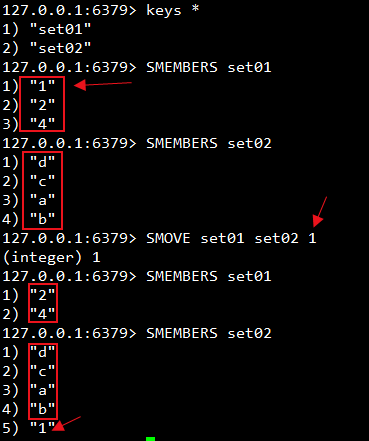 127.0.0.1:6379> keys *
1) "set01"
2) "set02"
127.0.0.1:6379> SMEMBERS set01
1) "1"
2) "2"
3) "4"
127.0.0.1:6379> SMEMBERS set02
1) "d"
2) "c"
3) "a"
4) "b"
127.0.0.1:6379> SMOVE set01 set02 1
(integer) 1
127.0.0.1:6379> SMEMBERS set01
1) "2"
2) "4"
127.0.0.1:6379> SMEMBERS set02
1) "d"
2) "c"
3) "a"
4) "b"
5) "1"